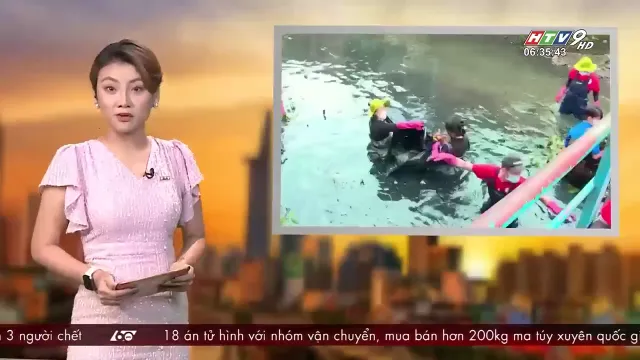 HTV9 HD
06:35:43
3 người chết
18 án tử hình với nhóm vận chuyển, mua bán hơn 200kg ma túy xuyên quốc g